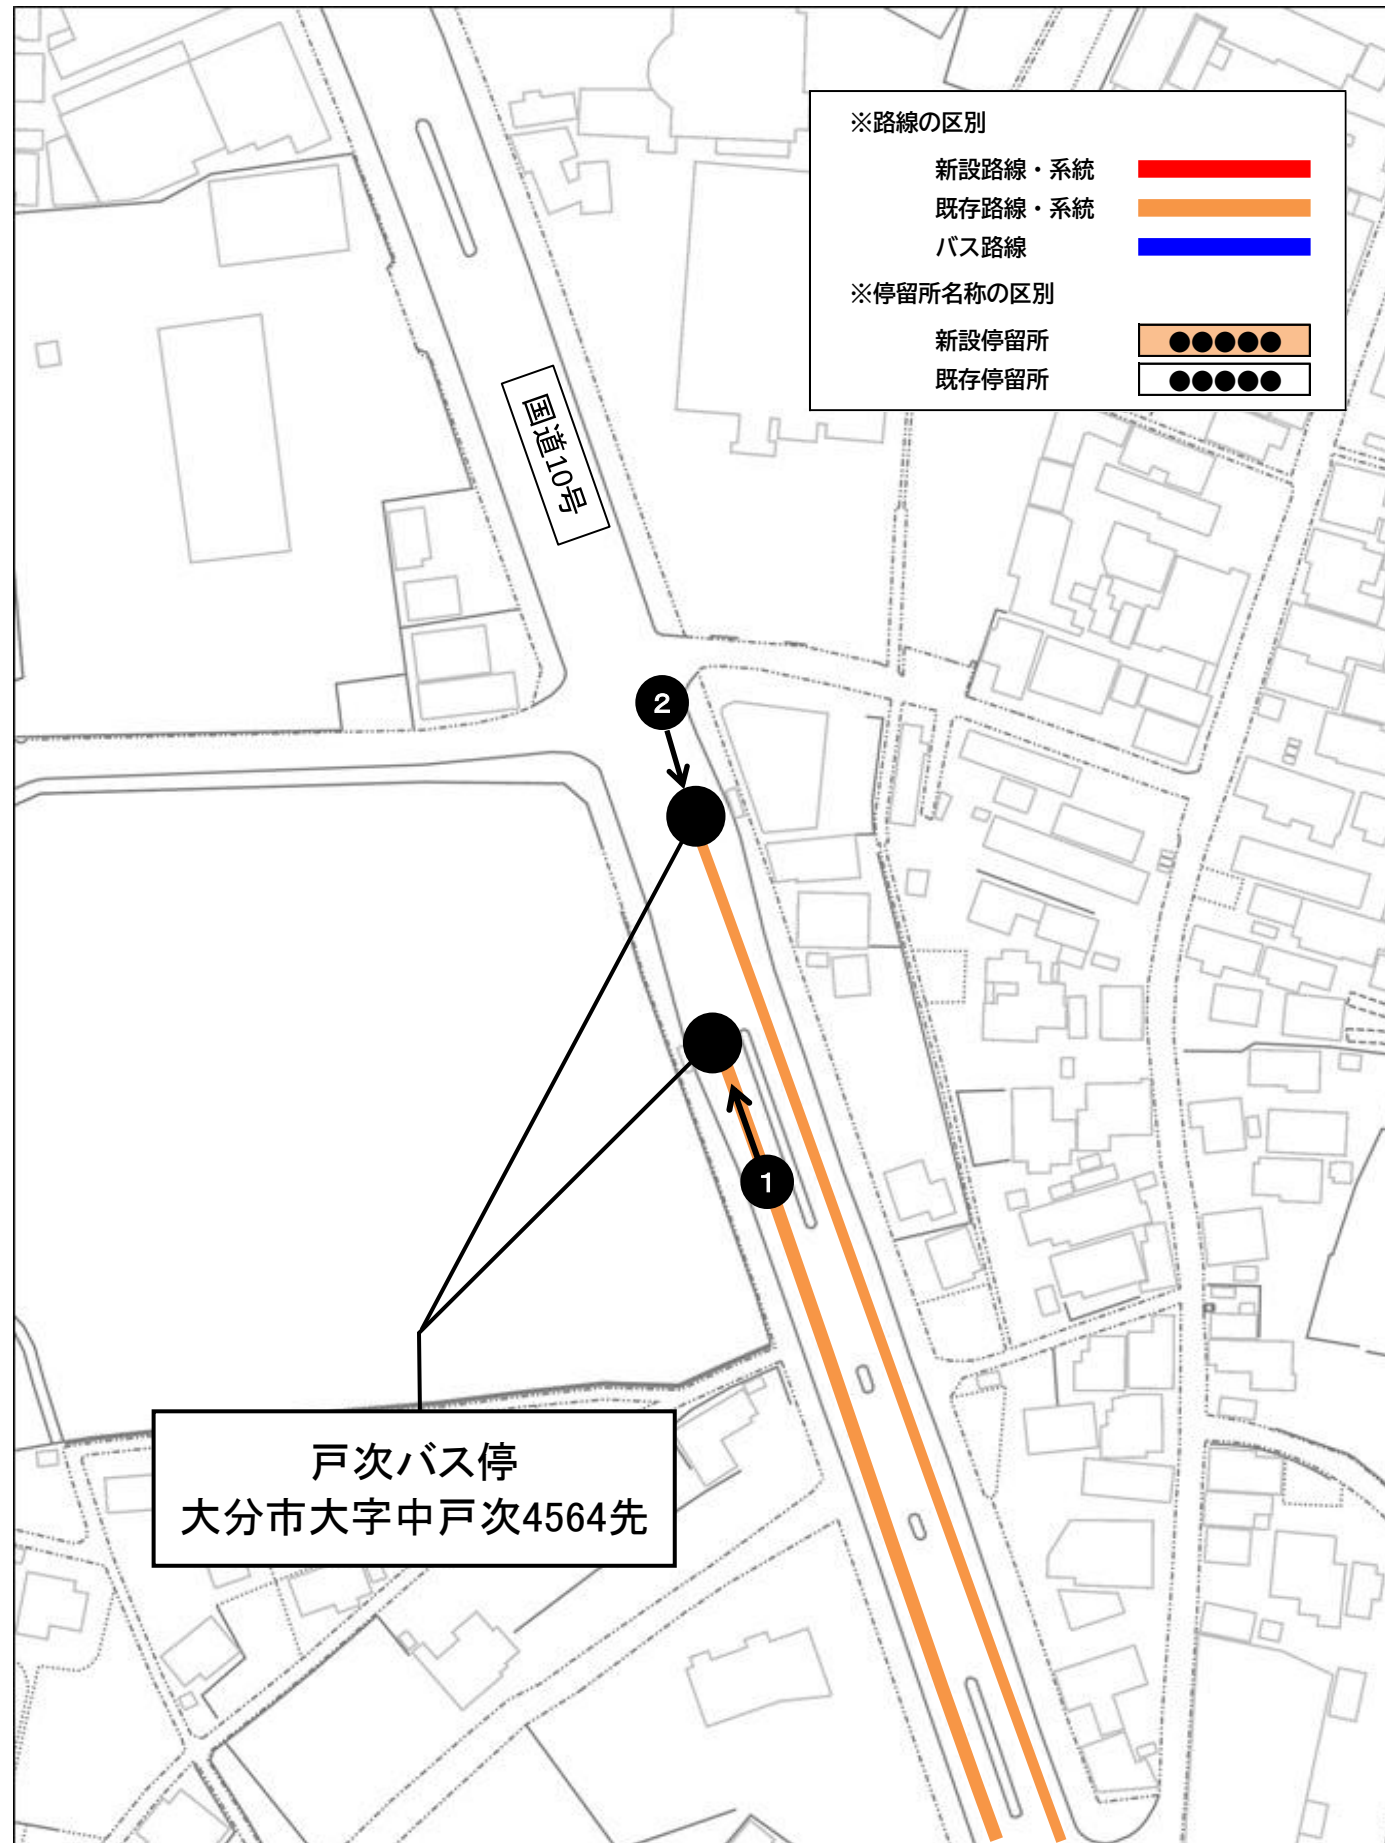 ※路線の区別
新設路線・系統
既存路線・系統
バス路線
※停留所名称の区別
新設停留所 ●●●●●
既存停留所 ●●●●●
国道10号
2
1
戸次バス停
大分市大字中戸次4564先